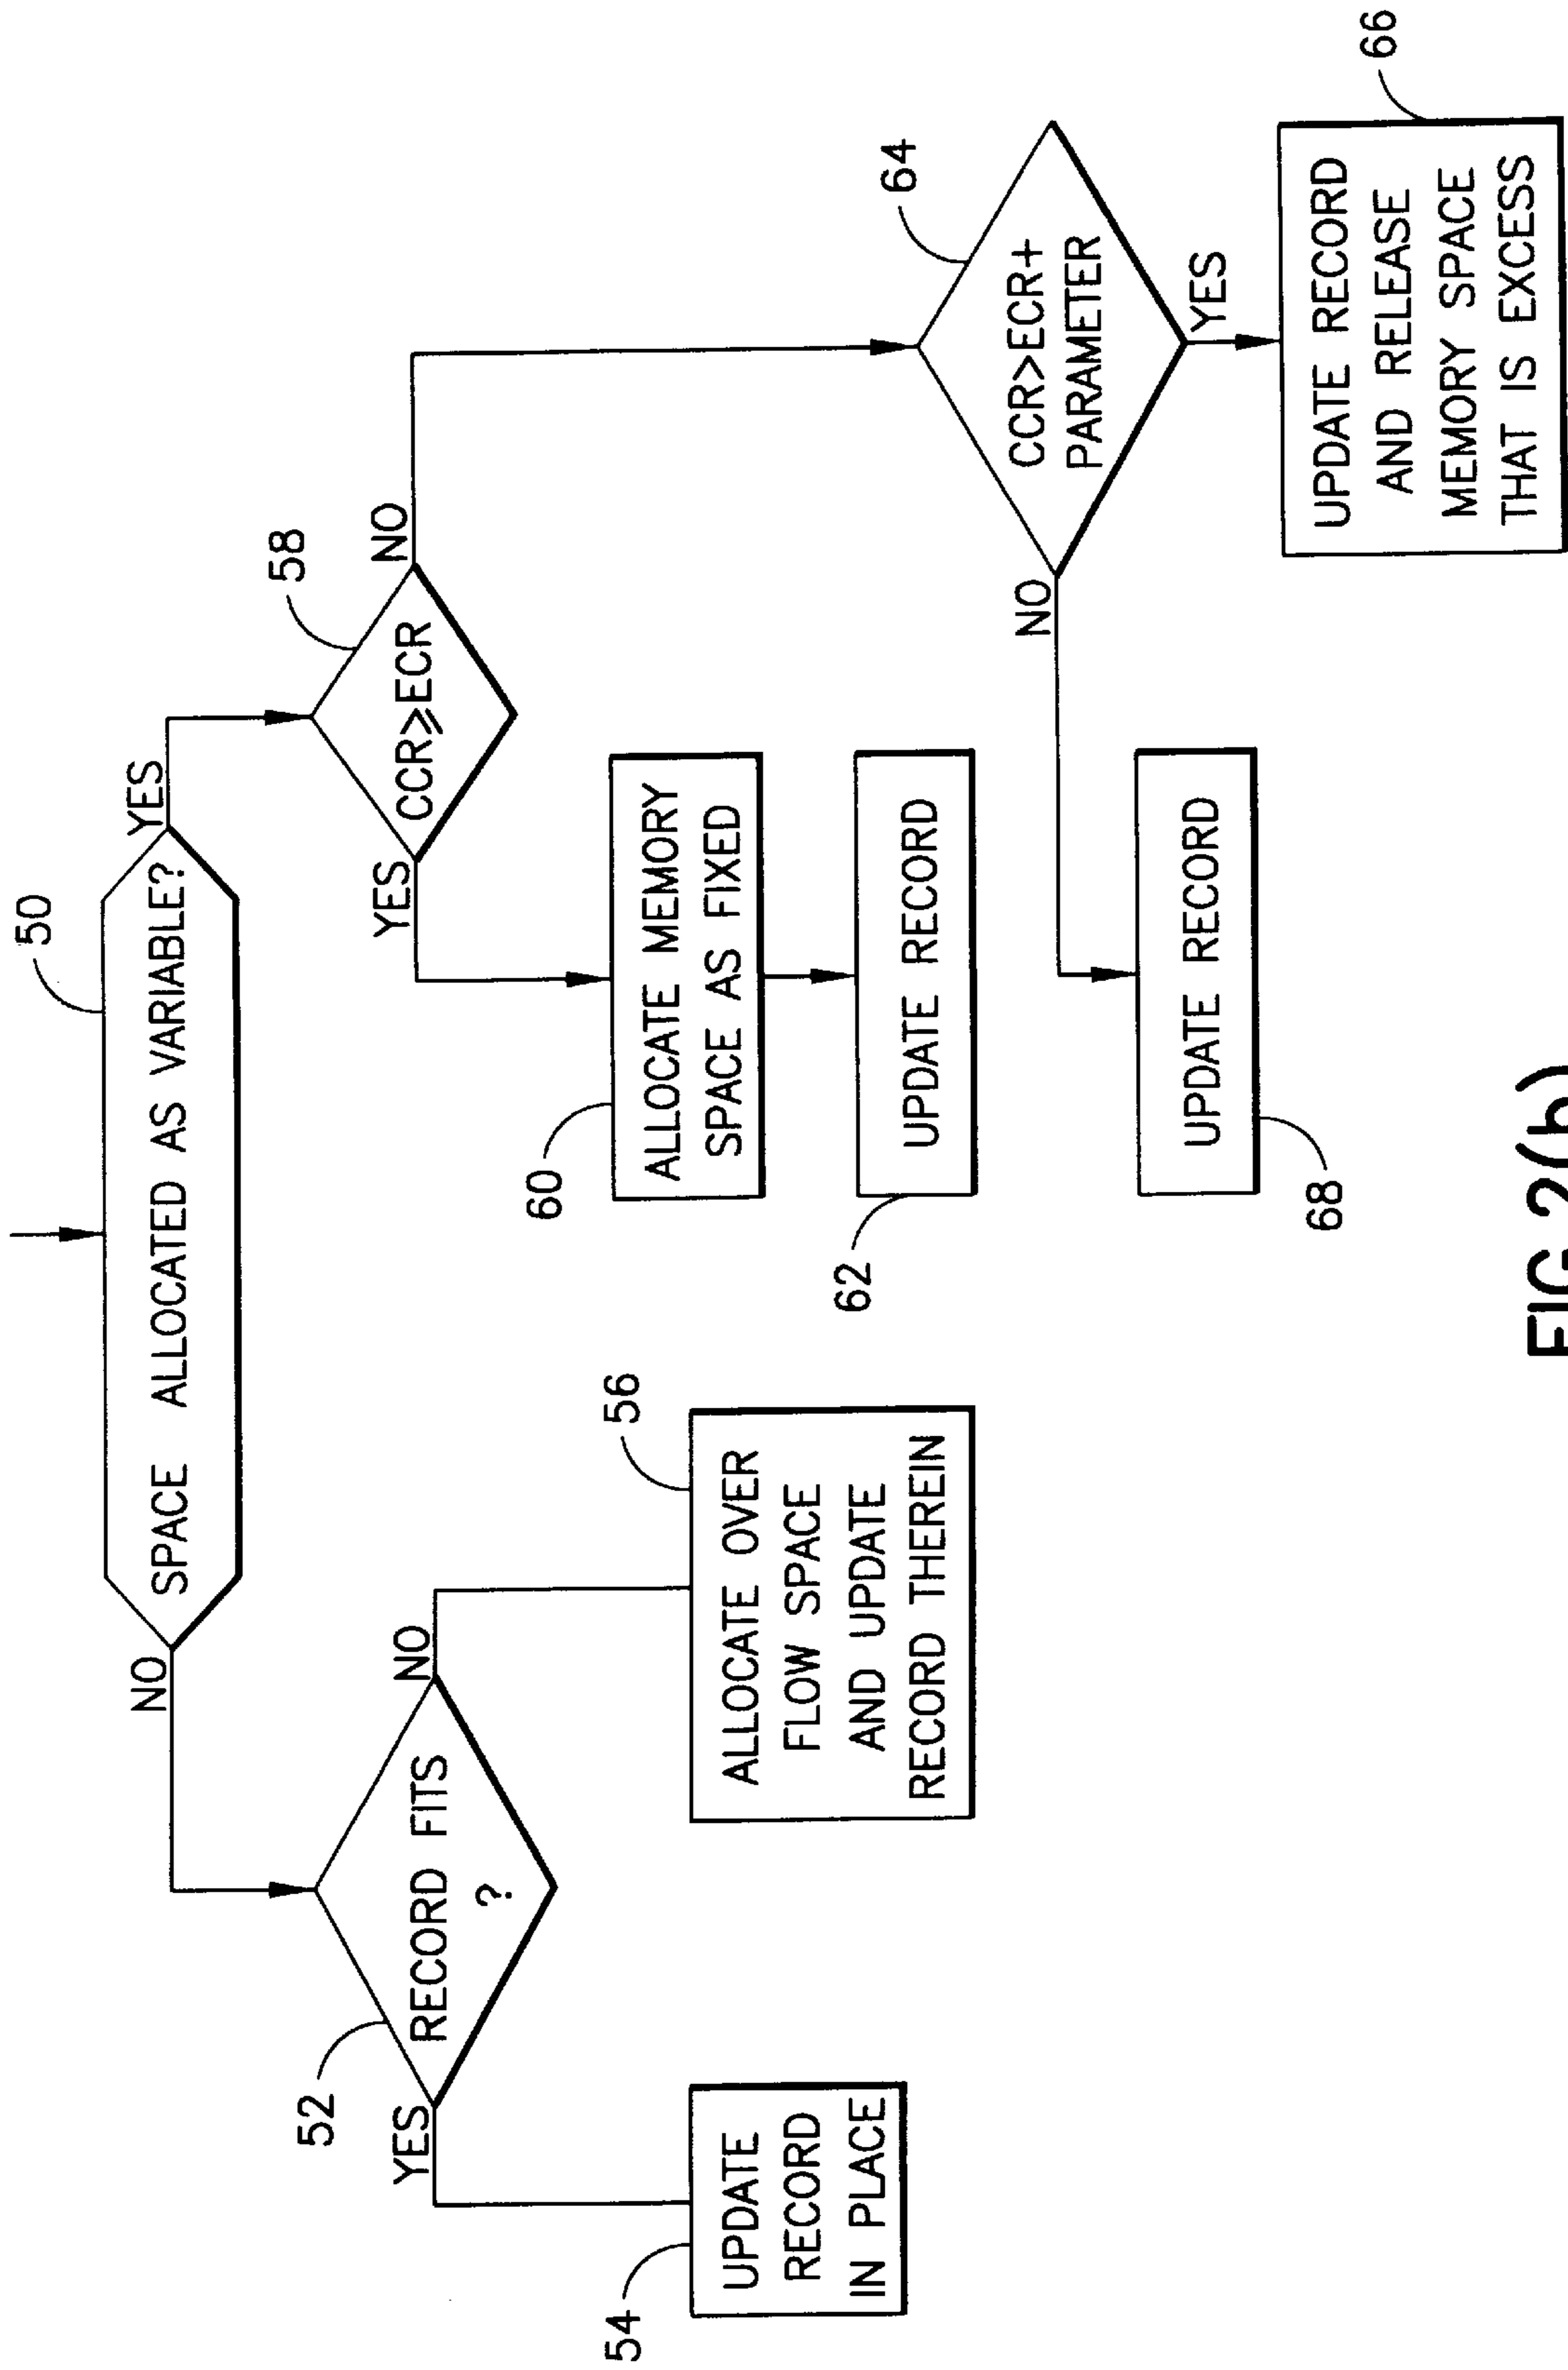 50
SPACE ALLOCATED AS VARIABLE?
NO
YES
52
RECORD FITS
?
YES
NO
54
UPDATE
RECORD
IN PLACE
56
ALLOCATE OVER
FLOW SPACE
AND UPDATE
RECORD THEREIN
58
CCR≥ECR
YES
NO
60
ALLOCATE MEMORY
SPACE AS FIXED
62
UPDATE RECORD
64
CCR>ECR+
PARAMETER
NO
YES
68
UPDATE RECORD
66
UPDATE RECORD
AND RELEASE
MEMORY SPACE
THAT IS EXCESS
FIG.2(b)